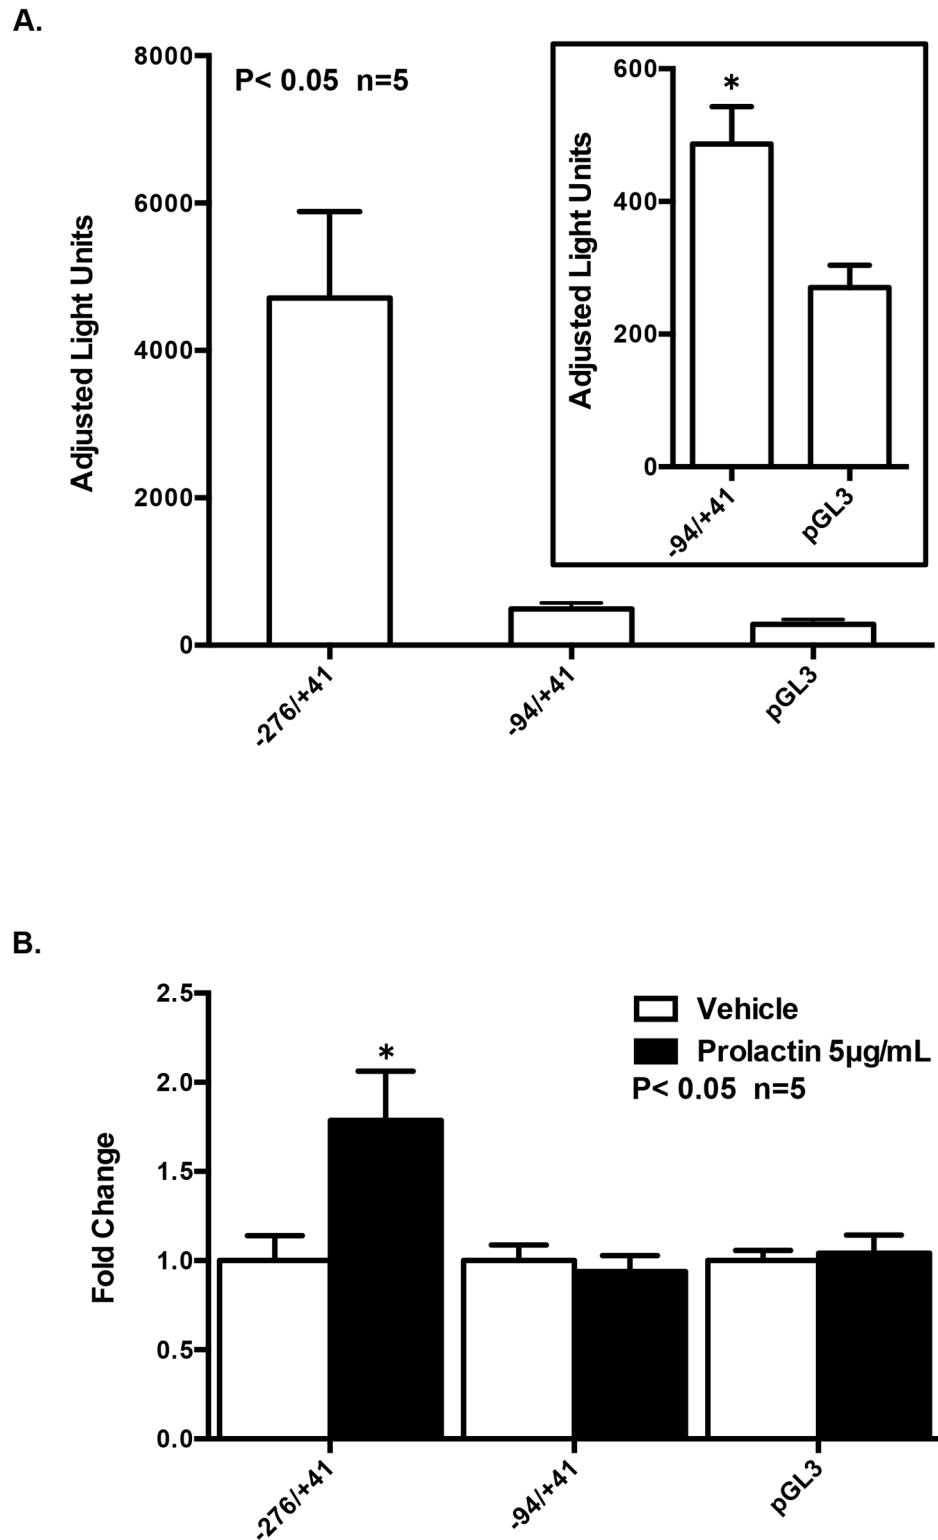 A.
8000
6000
4000
2000
0
Adjusted Light Units
P< 0.05 n=5
-276/+41
-94/+41
pGL3
600
400
200
0
Adjusted Light Units
*
-94/+41
pGL3
B.
2.5
2.0
1.5
1.0
0.5
0.0
Fold Change
*
Vehicle
Prolactin 5µg/mL
P< 0.05 n=5
-276/+41
-94/+41
pGL3